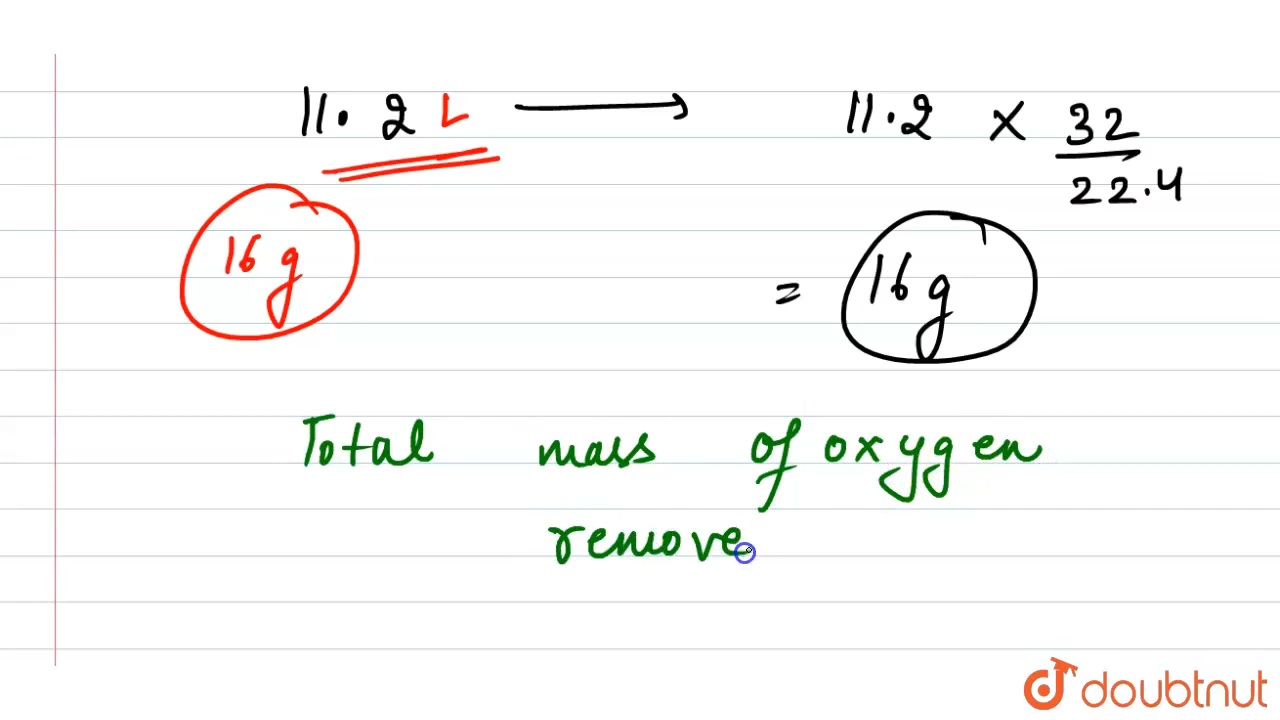 11.2 L ⟶ 11.2 × 32
22.4
16 g = 16 g
Total mass of oxygen
remove
doubtnut